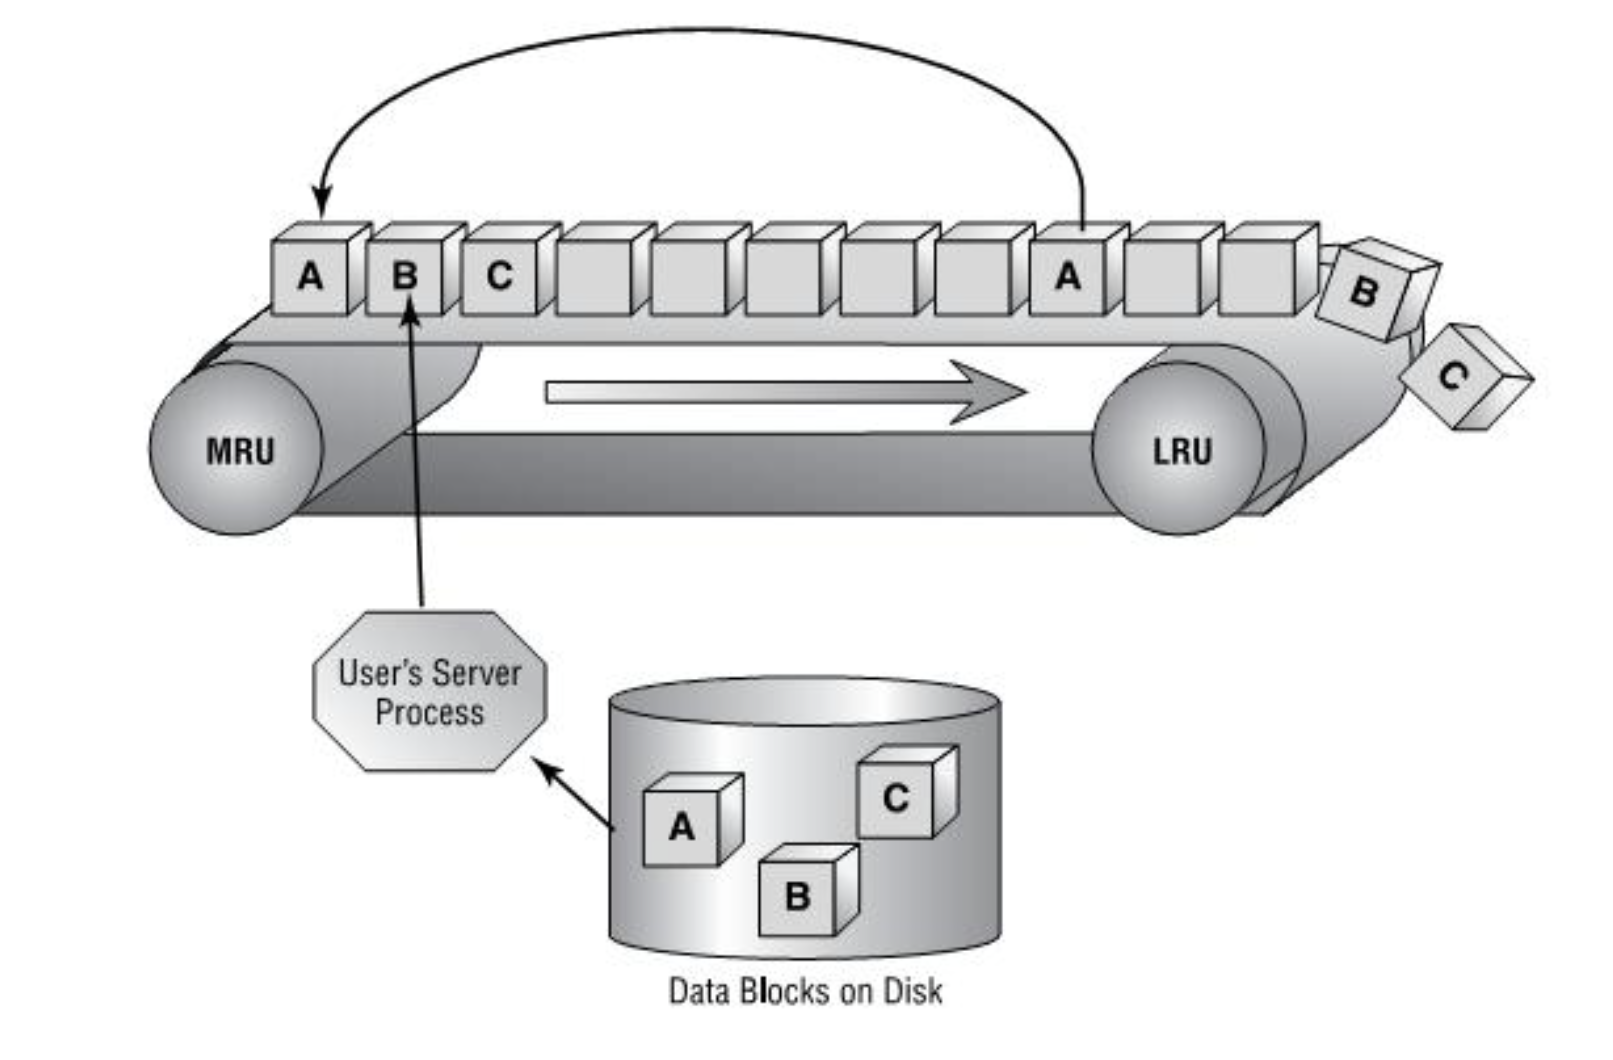 A B C A B
C
MRU LRU
User's Server
Process
C
A
B
Data Blocks on Disk